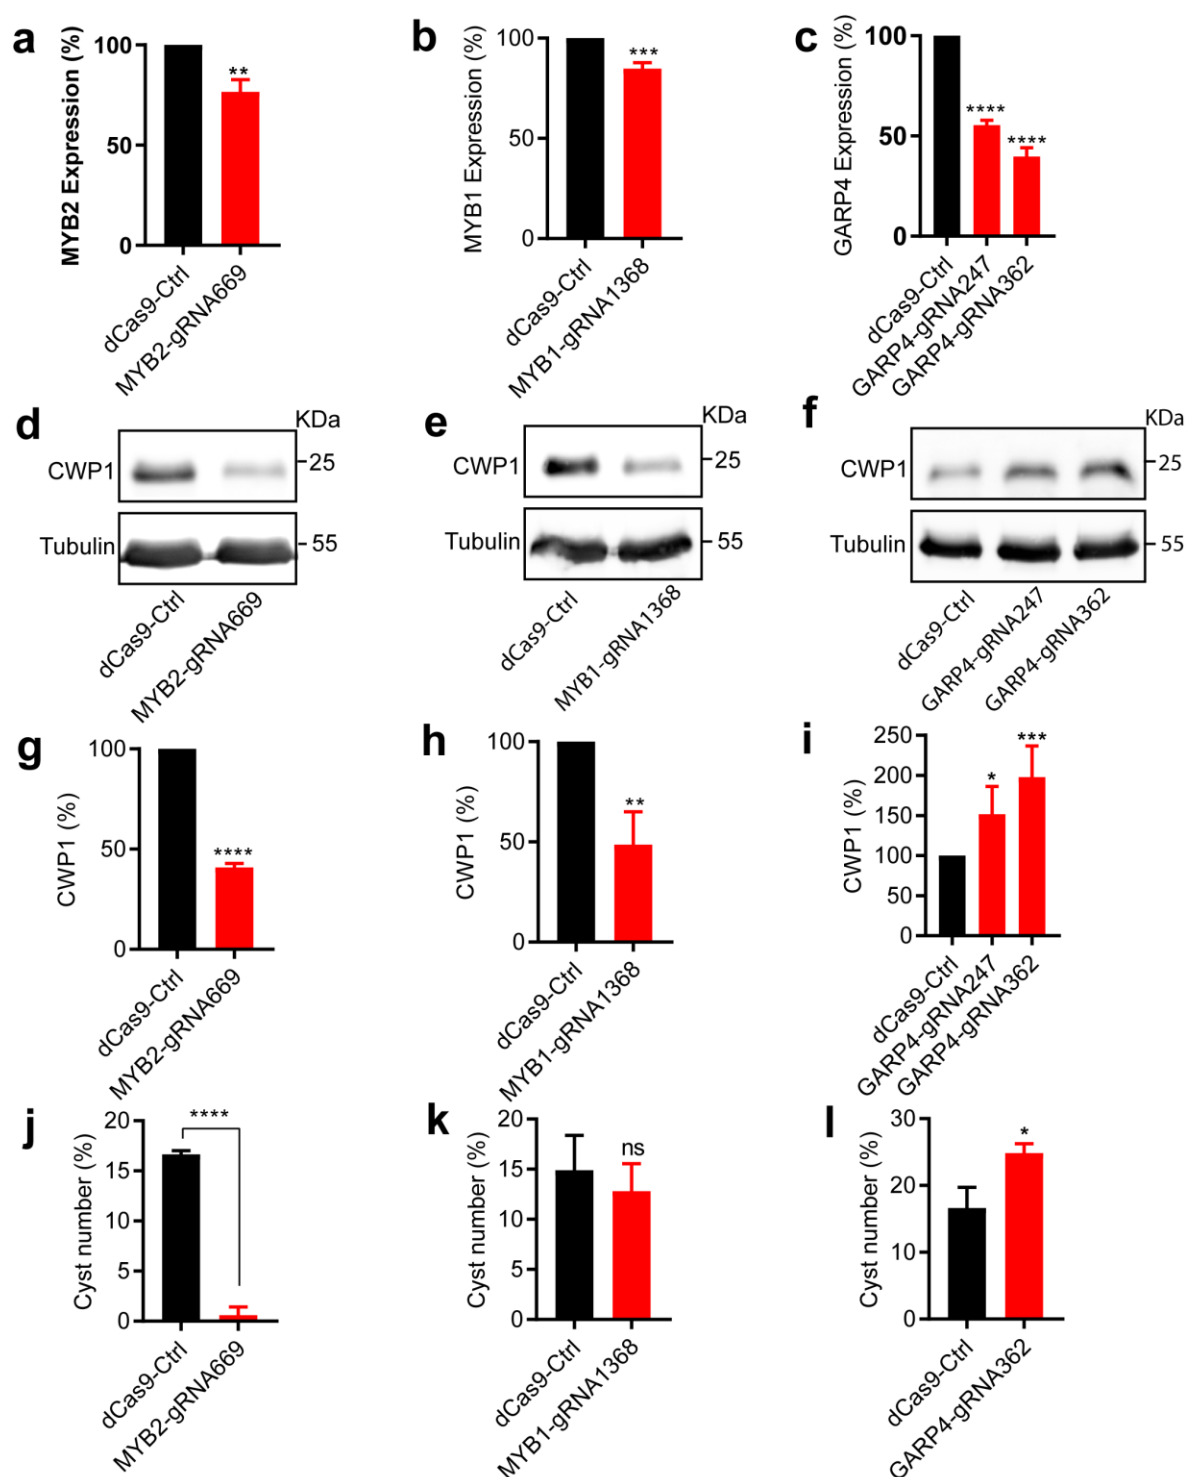 a
MYB2 Expression (%)
100
50
0
**
dCas9-Ctrl
MYB2-gRNA669
b
MYB1 Expression (%)
100
50
0
***
dCas9-Ctrl
MYB1-gRNA1368
c
GARP4 Expression (%)
100
50
0
****
****
dCas9-Ctrl
GARP4-gRNA247
GARP4-gRNA362
d
KDa
CWP1
25
Tubulin
55
dCas9-Ctrl
MYB2-gRNA669
e
KDa
CWP1
25
Tubulin
55
dCas9-Ctrl
MYB1-gRNA1368
f
KDa
CWP1
25
Tubulin
55
dCas9-Ctrl
GARP4-gRNA247
GARP4-gRNA362
g
CWP1 (%)
100
50
0
****
dCas9-Ctrl
MYB2-gRNA669
h
CWP1 (%)
100
50
0
**
dCas9-Ctrl
MYB1-gRNA1368
i
CWP1 (%)
250
200
150
100
50
0
*
***
dCas9-Ctrl
GARP4-gRNA247
GARP4-gRNA362
j
Cyst number (%)
20
15
10
5
0
****
dCas9-Ctrl
MYB2-gRNA669
k
Cyst number (%)
20
15
10
5
0
ns
dCas9-Ctrl
MYB1-gRNA1368
l
Cyst number (%)
30
20
10
0
*
dCas9-Ctrl
GARP4-gRNA362